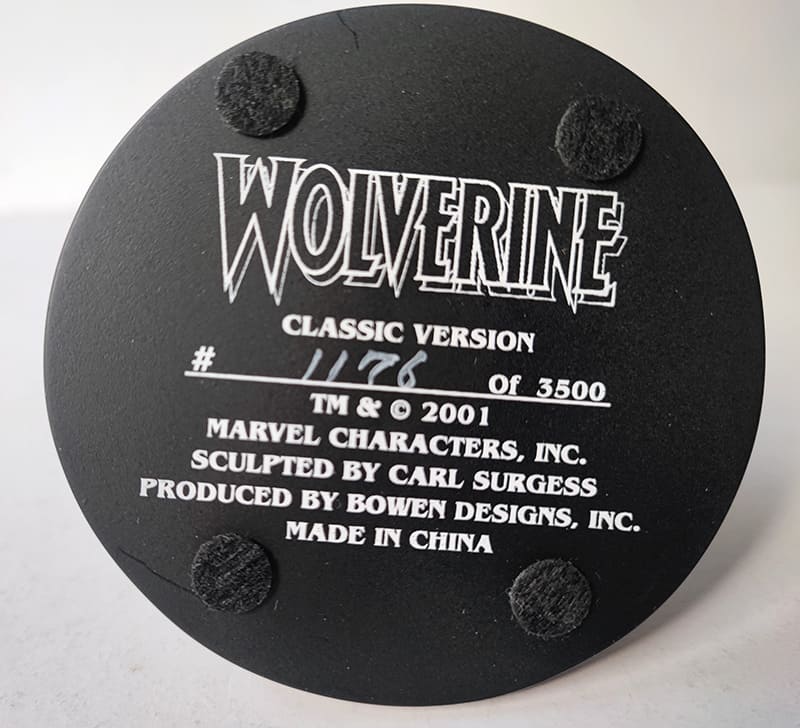 WOLVERINE
CLASSIC VERSION
# 1176 Of 3500
TM & © 2001
MARVEL CHARACTERS, INC.
SCULPTED BY CARL SURGESS
PRODUCED BY BOWEN DESIGNS, INC.
MADE IN CHINA